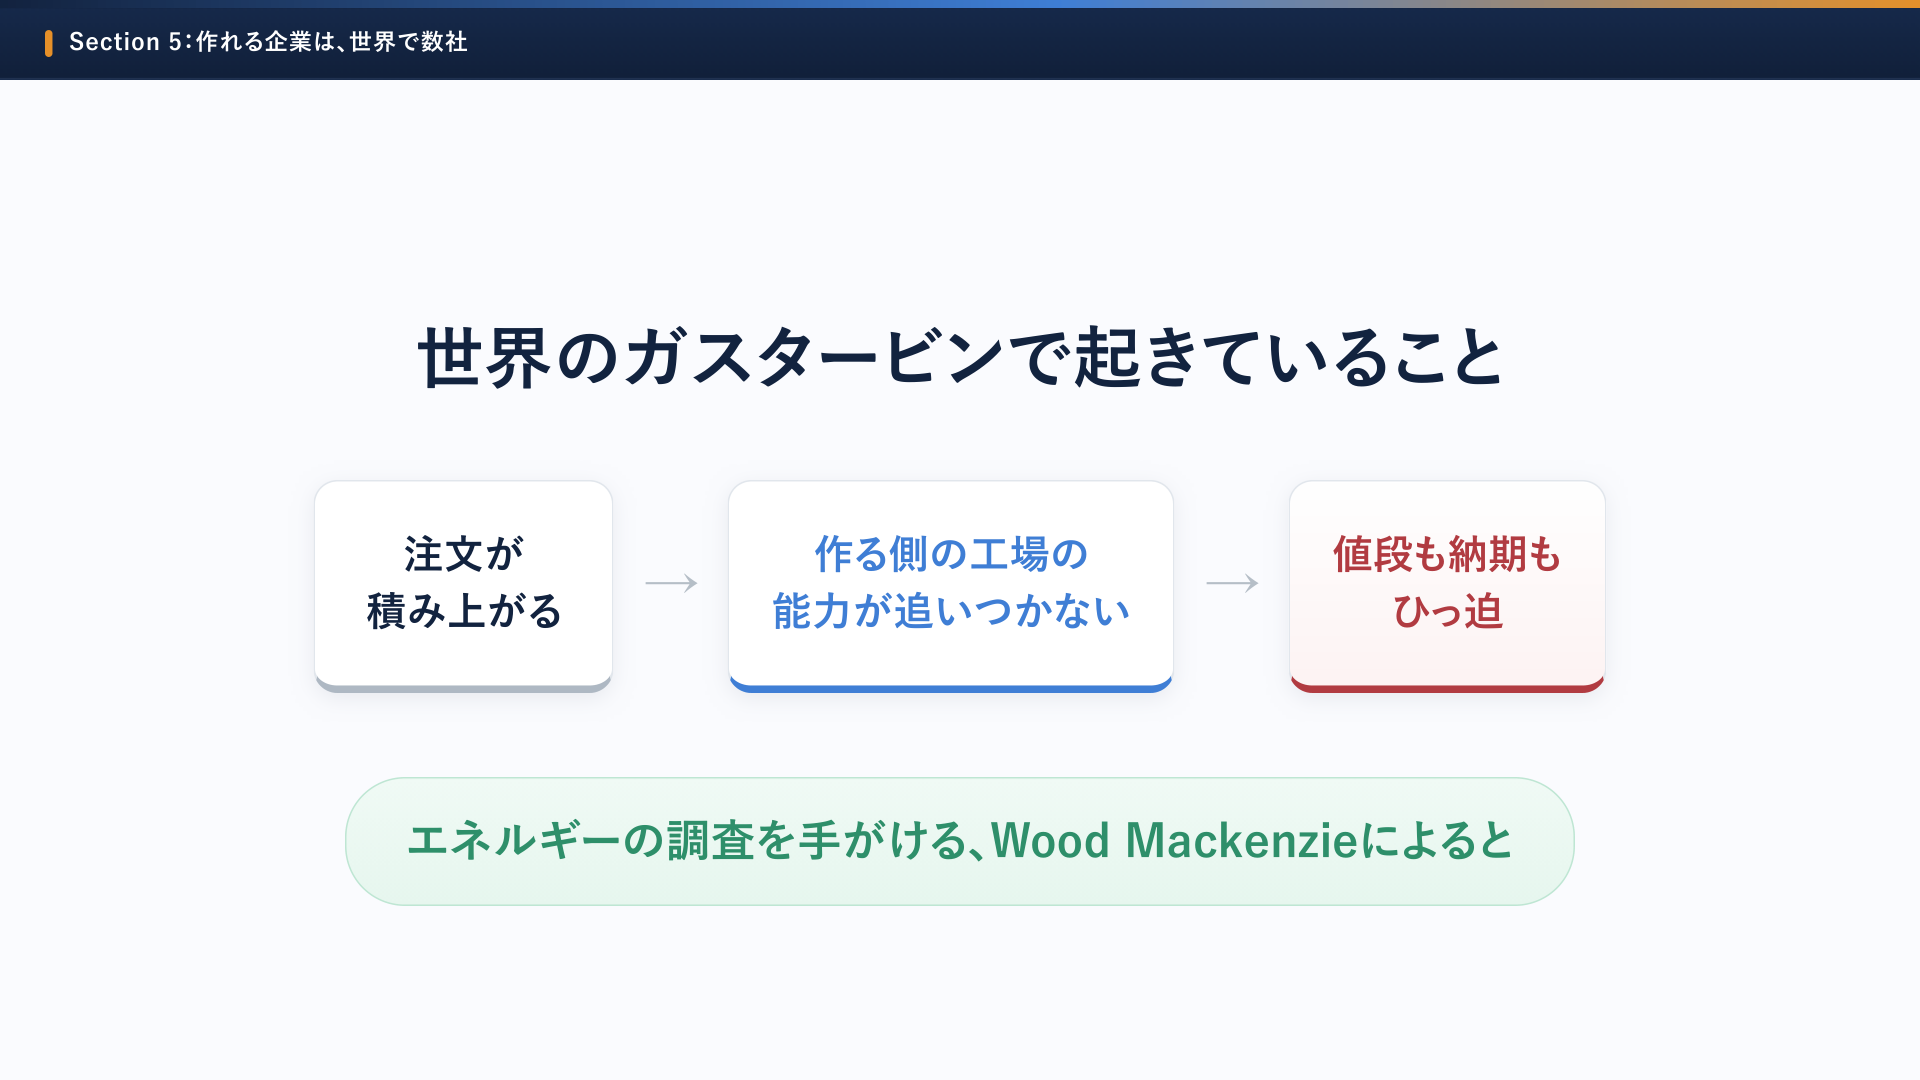 Section 5：作れる企業は、世界で数社
世界のガスタービンで起きていること
注文が
積み上がる
→
作る側の工場の
能力が追いつかない
→
値段も納期も
ひっ迫
エネルギーの調査を手がける、Wood Mackenzieによると